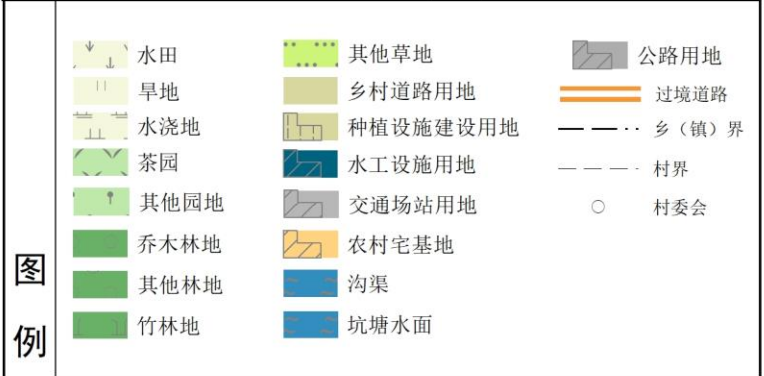 图例
水田
旱地
水浇地
茶园
其他园地
乔木林地
其他林地
竹林地
其他草地
乡村道路用地
种植设施建设用地
水工设施用地
交通场站用地
农村宅基地
沟渠
坑塘水面
公路用地
过境道路
乡（镇）界
村界
村委会